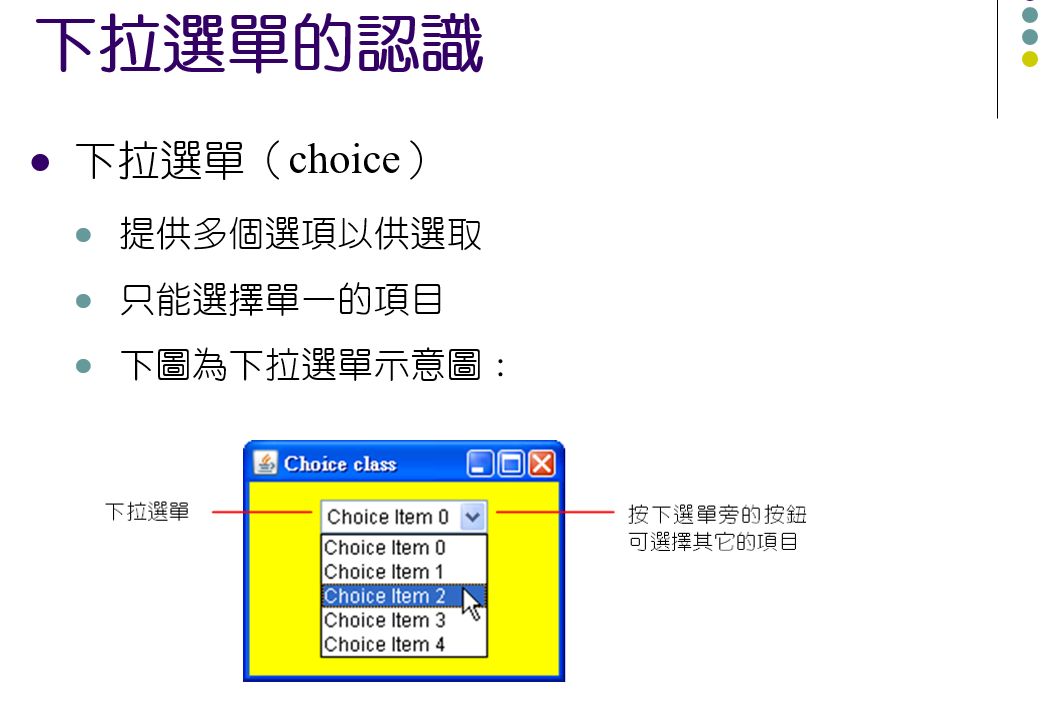 下拉選單的認識
下拉選單（choice）
提供多個選項以供選取
只能選擇單一的項目
下圖為下拉選單示意圖：
Choice class
下拉選單
Choice Item 0
按下選單旁的按鈕
可選擇其它的項目
Choice Item 0
Choice Item 1
Choice Item 2
Choice Item 3
Choice Item 4